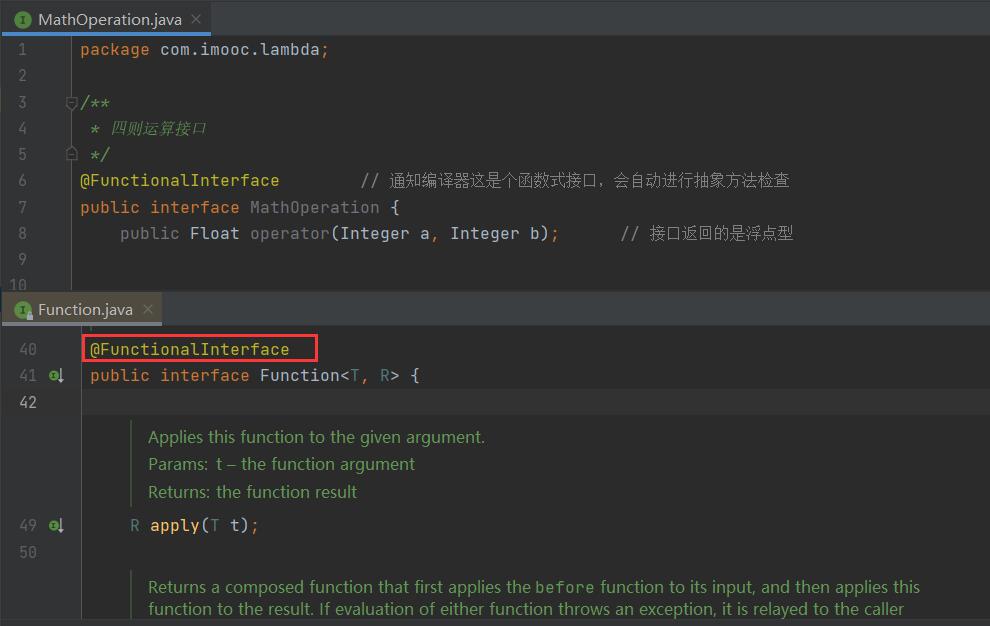 MathOperation.java
1 package com.imooc.lambda;
2
3 /**
4 * 四则运算接口
5 */
6 @FunctionalInterface // 通知编译器这是个函数式接口，会自动进行抽象方法检查
7 public interface MathOperation {
8 public Float operator(Integer a, Integer b); // 接口返回的是浮点型
9
10
Function.java
40 @FunctionalInterface
41 public interface Function<T, R> {
42
Applies this function to the given argument.
Params: t – the function argument
Returns: the function result
49 R apply(T t);
50
Returns a composed function that first applies the before function to its input, and then applies this
function to the result. If evaluation of either function throws an exception, it is relayed to the caller